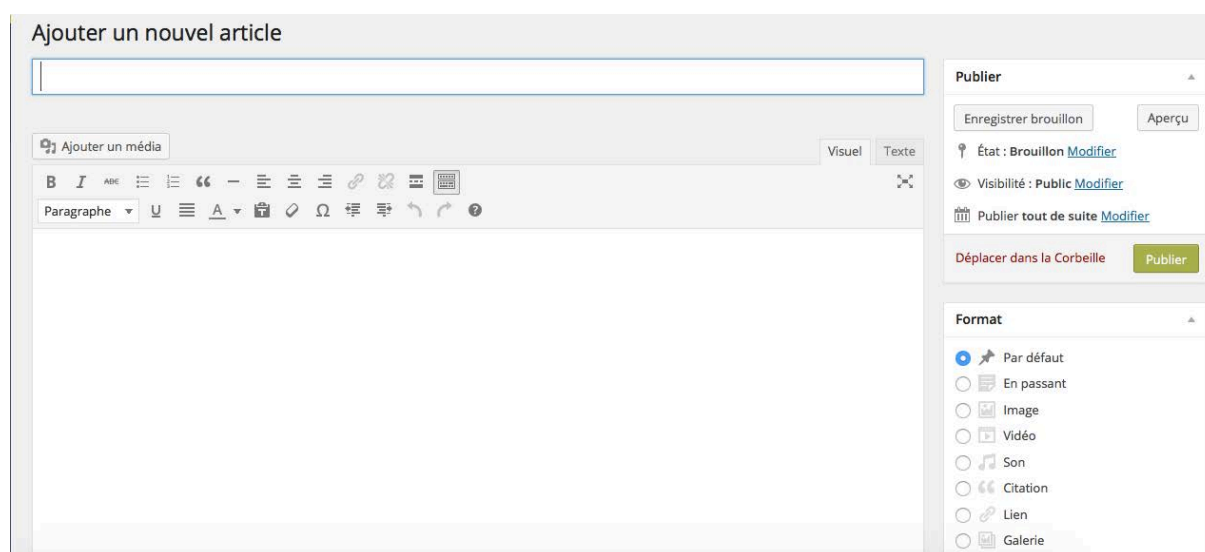 Ajouter un nouvel article
Ajouter un média
Visuel
Texte
B I ABC
Paragraphe U A Ω
Publier
Enregistrer brouillon
Aperçu
État : Brouillon Modifier
Visibilité : Public Modifier
Publier tout de suite Modifier
Déplacer dans la Corbeille
Publier
Format
Par défaut
En passant
Image
Vidéo
Son
Citation
Lien
Galerie